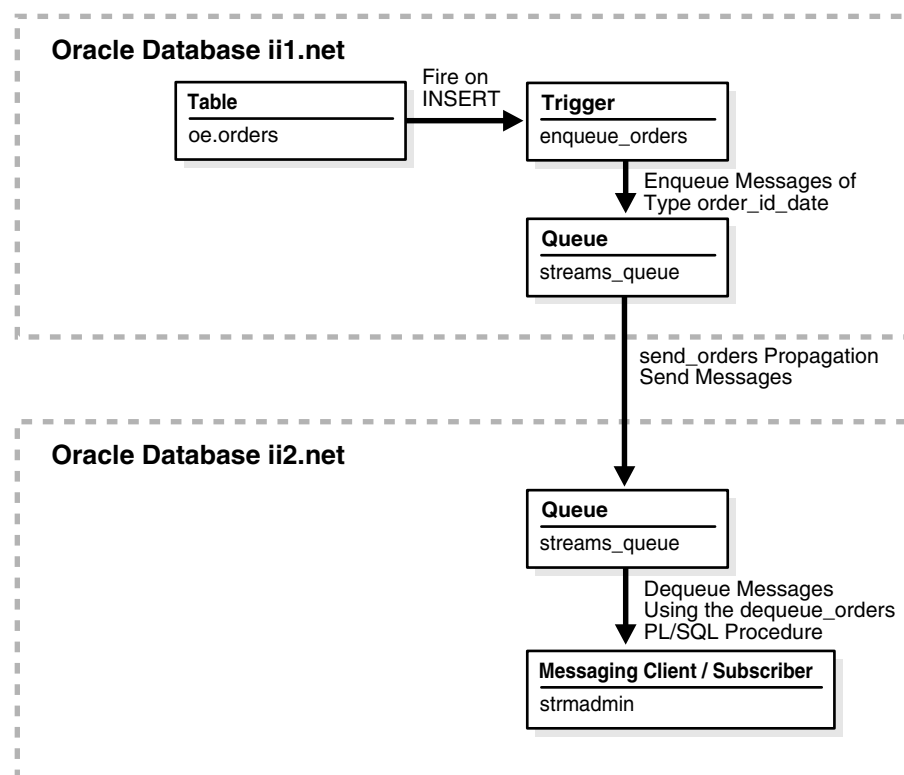 Oracle Database ii1.net
Table
oe.orders
Fire on
INSERT
Trigger
enqueue_orders
Enqueue Messages of
Type order_id_date
Queue
streams_queue
send_orders Propagation
Send Messages
Oracle Database ii2.net
Queue
streams_queue
Dequeue Messages
Using the dequeue_orders
PL/SQL Procedure
Messaging Client / Subscriber
strmadmin